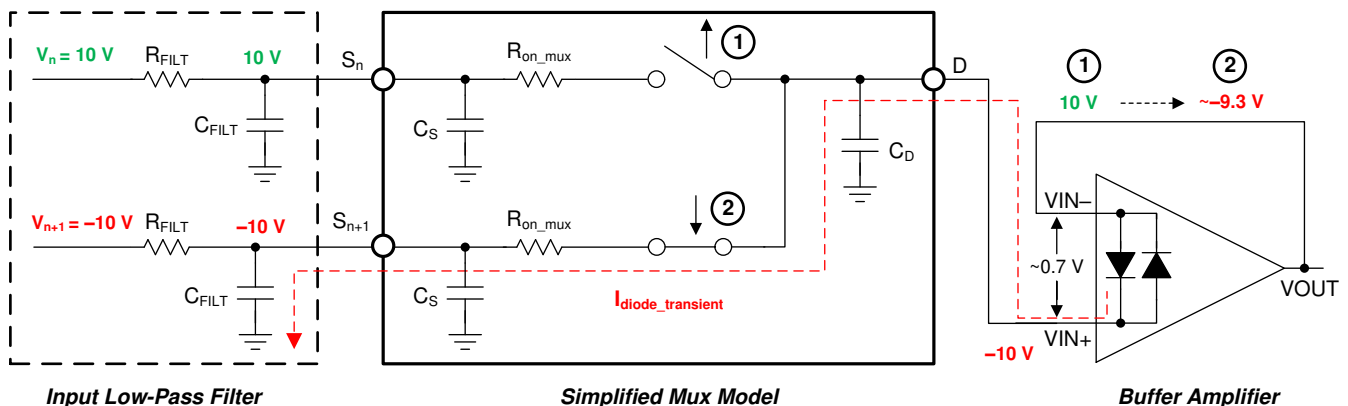 Vn = 10 V
RFILT
10 V
Sn
Ron_mux
1
D
1
2
10 V
~–9.3 V
CFILT
CS
CD
Vn+1 = –10 V
RFILT
–10 V
Sn+1
Ron_mux
2
VIN–
~0.7 V
CFILT
CS
Idiode_transient
VOUT
VIN+
–10 V
Input Low-Pass Filter
Simplified Mux Model
Buffer Amplifier